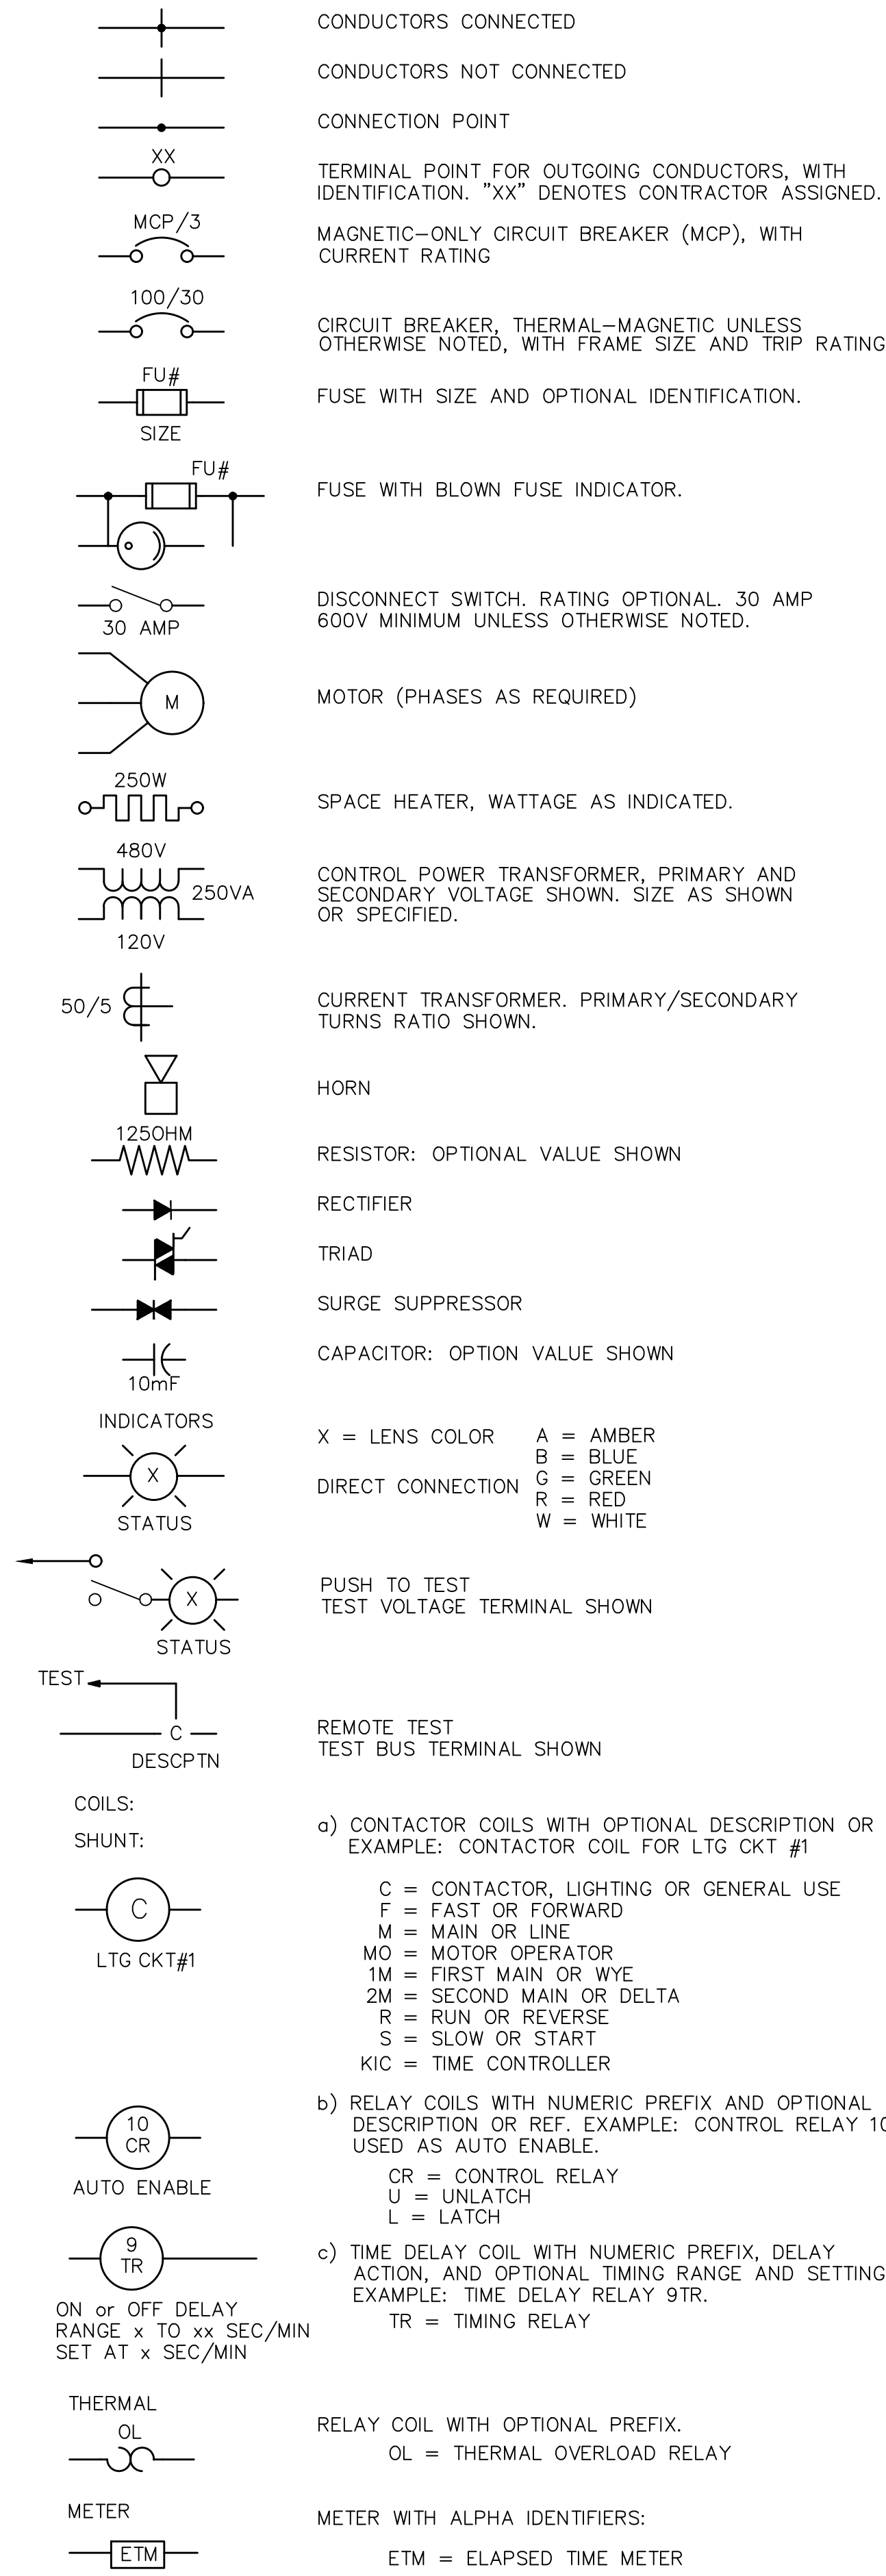 CONDUCTORS CONNECTED
CONDUCTORS NOT CONNECTED
CONNECTION POINT
XX
TERMINAL POINT FOR OUTGOING CONDUCTORS, WITH
IDENTIFICATION. "XX" DENOTES CONTRACTOR ASSIGNED.
MCP/3
MAGNETIC-ONLY CIRCUIT BREAKER (MCP), WITH
CURRENT RATING
100/30
CIRCUIT BREAKER, THERMAL-MAGNETIC UNLESS
OTHERWISE NOTED, WITH FRAME SIZE AND TRIP RATING
FU#
SIZE
FUSE WITH SIZE AND OPTIONAL IDENTIFICATION.
FU#
FUSE WITH BLOWN FUSE INDICATOR.
30 AMP
DISCONNECT SWITCH. RATING OPTIONAL. 30 AMP
600V MINIMUM UNLESS OTHERWISE NOTED.
M
MOTOR (PHASES AS REQUIRED)
250W
SPACE HEATER, WATTAGE AS INDICATED.
480V
250VA
120V
CONTROL POWER TRANSFORMER, PRIMARY AND
SECONDARY VOLTAGE SHOWN. SIZE AS SHOWN
OR SPECIFIED.
50/5
CURRENT TRANSFORMER. PRIMARY/SECONDARY
TURNS RATIO SHOWN.
HORN
125OHM
RESISTOR: OPTIONAL VALUE SHOWN
RECTIFIER
TRIAD
SURGE SUPPRESSOR
10mF
CAPACITOR: OPTION VALUE SHOWN
INDICATORS
X
STATUS
X = LENS COLOR
DIRECT CONNECTION
A = AMBER
B = BLUE
G = GREEN
R = RED
W = WHITE
X
STATUS
PUSH TO TEST
TEST VOLTAGE TERMINAL SHOWN
TEST
C
DESCPTN
REMOTE TEST
TEST BUS TERMINAL SHOWN
COILS:
SHUNT:
C
LTG CKT#1
a) CONTACTOR COILS WITH OPTIONAL DESCRIPTION OR
EXAMPLE: CONTACTOR COIL FOR LTG CKT #1
C = CONTACTOR, LIGHTING OR GENERAL USE
F = FAST OR FORWARD
M = MAIN OR LINE
MO = MOTOR OPERATOR
1M = FIRST MAIN OR WYE
2M = SECOND MAIN OR DELTA
R = RUN OR REVERSE
S = SLOW OR START
KIC = TIME CONTROLLER
10
CR
AUTO ENABLE
b) RELAY COILS WITH NUMERIC PREFIX AND OPTIONAL
DESCRIPTION OR REF. EXAMPLE: CONTROL RELAY 10
USED AS AUTO ENABLE.
CR = CONTROL RELAY
U = UNLATCH
L = LATCH
9
TR
ON or OFF DELAY
RANGE x TO xx SEC/MIN
SET AT x SEC/MIN
c) TIME DELAY COIL WITH NUMERIC PREFIX, DELAY
ACTION, AND OPTIONAL TIMING RANGE AND SETTING
EXAMPLE: TIME DELAY RELAY 9TR.
TR = TIMING RELAY
THERMAL
OL
RELAY COIL WITH OPTIONAL PREFIX.
OL = THERMAL OVERLOAD RELAY
METER
ETM
METER WITH ALPHA IDENTIFIERS:
ETM = ELAPSED TIME METER